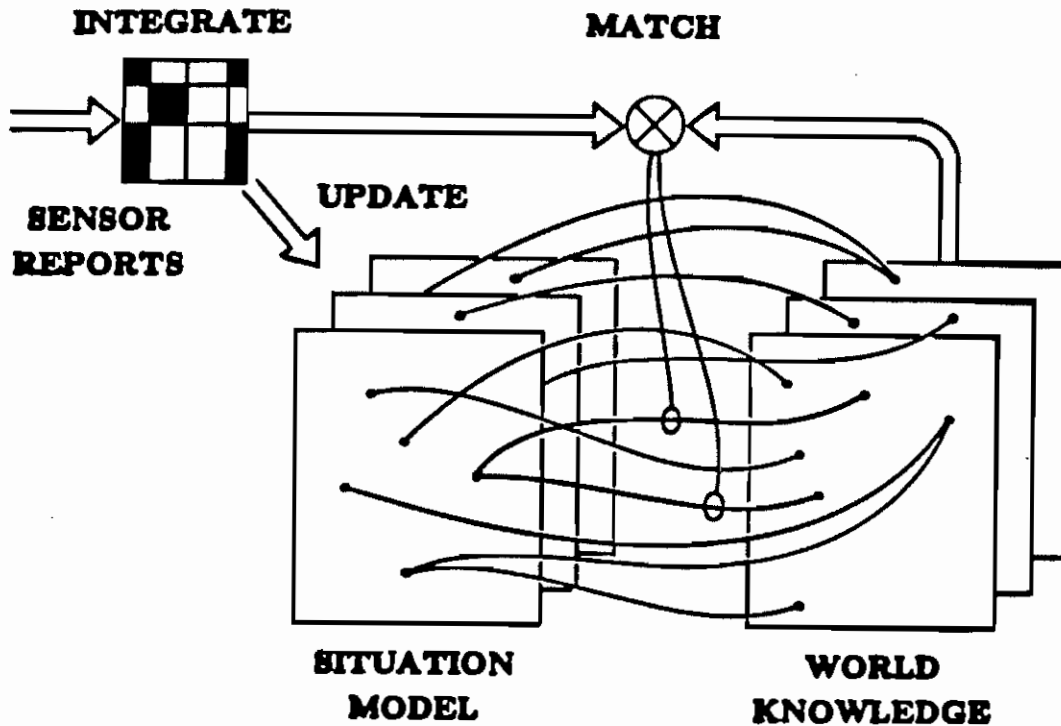 INTEGRATE
MATCH
UPDATE
SENSOR
REPORTS
SITUATION
MODEL
WORLD
KNOWLEDGE